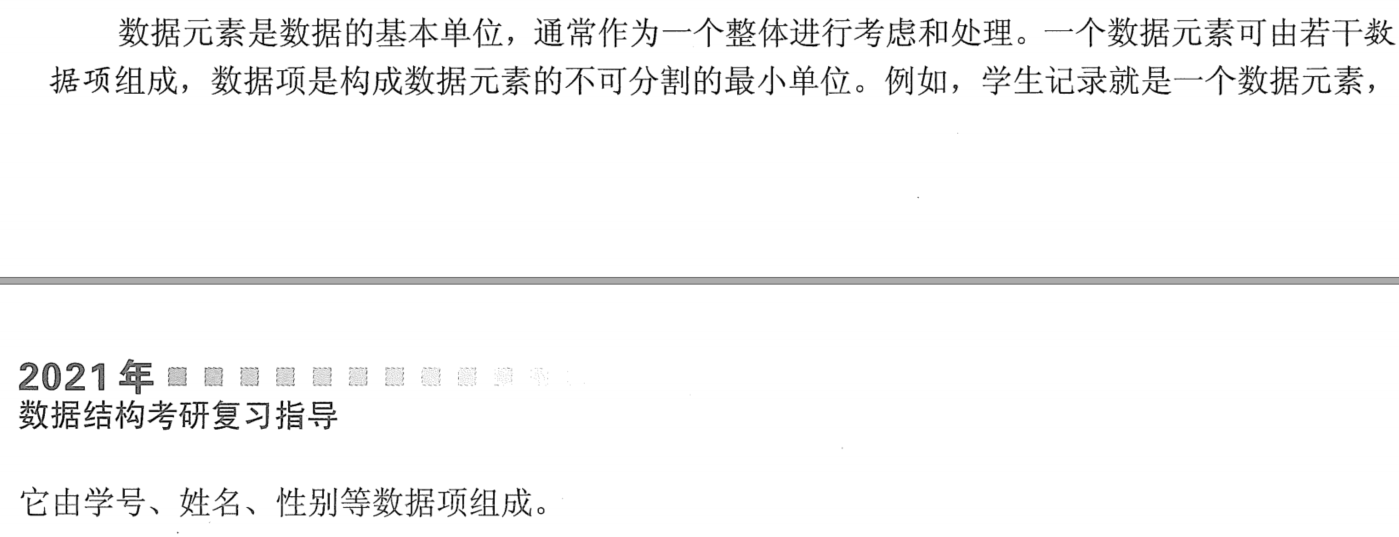 数据元素是数据的基本单位，通常作为一个整体进行考虑和处理。一个数据元素可由若干数
据项组成，数据项是构成数据元素的不可分割的最小单位。例如，学生记录就是一个数据元素，
2021年
数据结构考研复习指导
它由学号、姓名、性别等数据项组成。